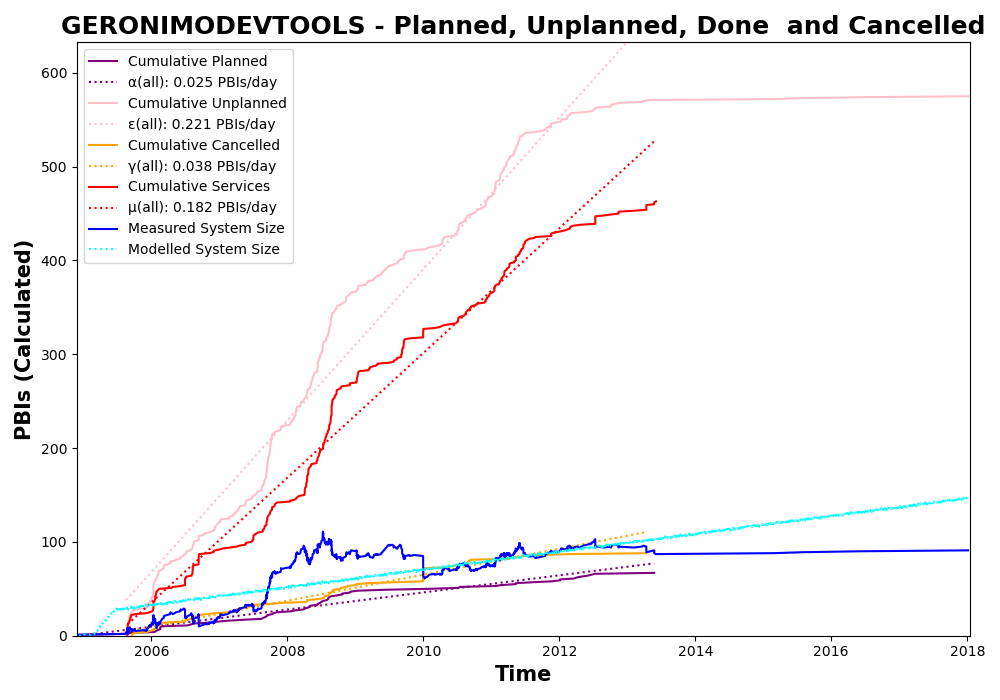 GERONIMODEVTOOLS - Planned, Unplanned, Done  and Cancelled
Cumulative Planned
α(all): 0.025 PBIs/day
Cumulative Unplanned
ε(all): 0.221 PBIs/day
Cumulative Cancelled
γ(all): 0.038 PBIs/day
Cumulative Services
μ(all): 0.182 PBIs/day
Measured System Size
Modelled System Size
PBIs (Calculated)
600
500
400
300
200
100
0
2006 2008 2010 2012 2014 2016 2018
Time